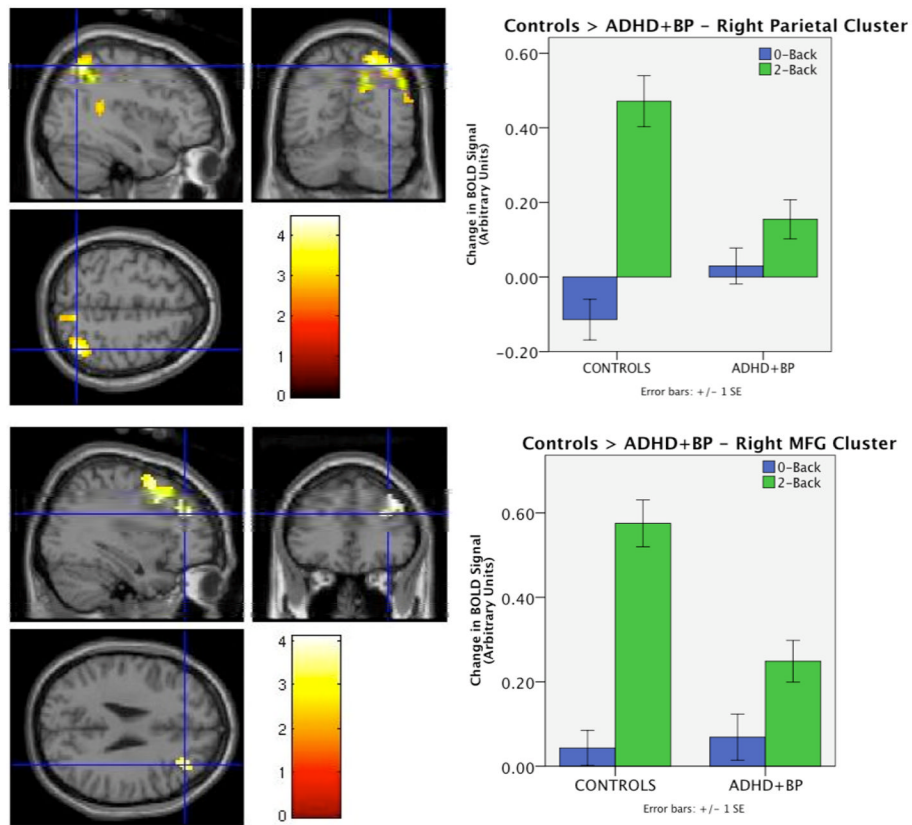 Controls > ADHD+BP – Right Parietal Cluster
0-Back
2-Back
0.60
0.40
0.20
0.00
-0.20
Change in BOLD Signal
(Arbitrary Units)
CONTROLS
ADHD+BP
Error bars: +/- 1 SE
4
3
2
1
0
Controls > ADHD+BP – Right MFG Cluster
0-Back
2-Back
0.60
0.40
0.20
0.00
Change in BOLD Signal
(Arbitrary Units)
CONTROLS
ADHD+BP
Error bars: +/- 1 SE
4
3
2
1
0